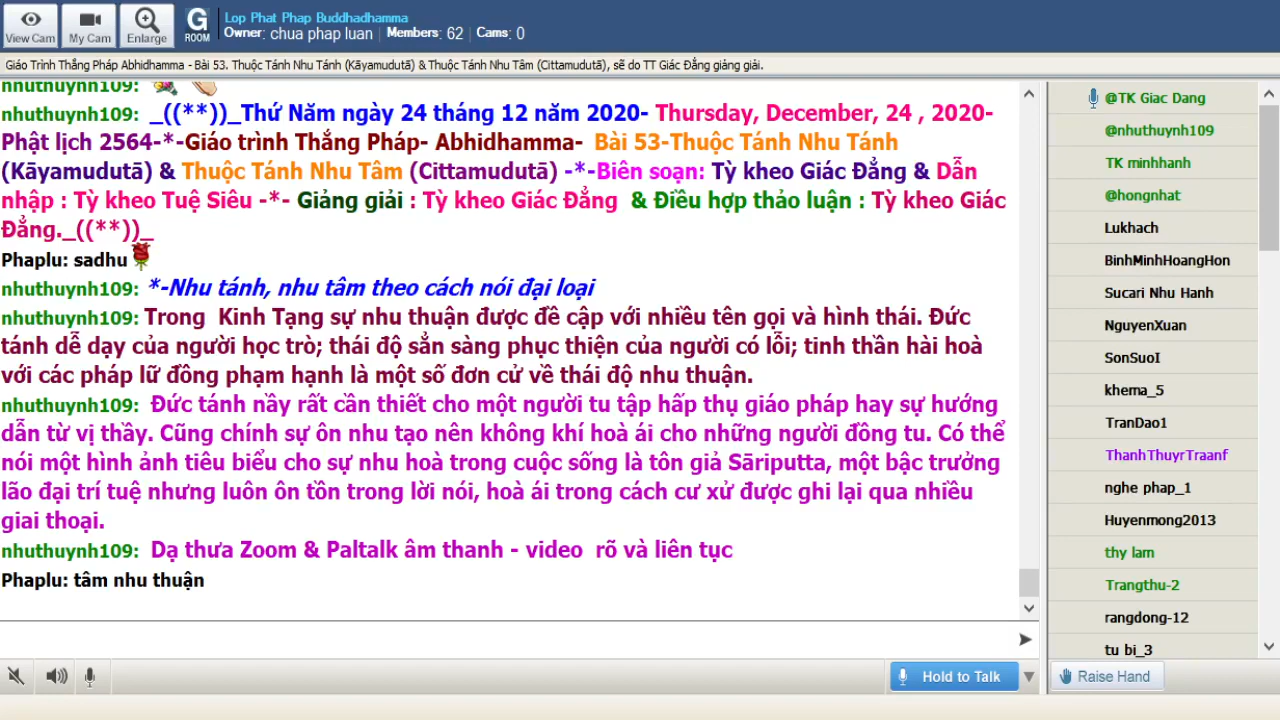 View Cam
My Cam
Enlarge
G
ROOM
Lop Phat Phap Buddhadhamma
Owner: chua phap luan | Members: 62 | Cams: 0
Giáo Trình Thắng Pháp Abhidhamma - Bài 53. Thuộc Tánh Nhu Tánh (Kāyamudutā) & Thuộc Tánh Nhu Tâm (Cittamudutā), sẽ do TT Giác Đẳng giảng giải.
nhuthuynh109:
nhuthuynh109: _((**))_Thứ Năm ngày 24 tháng 12 năm 2020- Thursday, December, 24 , 2020-
Phật lịch 2564-*-Giáo trình Thắng Pháp- Abhidhamma- Bài 53-Thuộc Tánh Nhu Tánh
(Kāyamudutā) & Thuộc Tánh Nhu Tâm (Cittamudutā) -*-Biên soạn: Tỳ kheo Giác Đẳng & Dẫn
nhập : Tỳ kheo Tuệ Siêu -*- Giảng giải : Tỳ kheo Giác Đẳng & Điều hợp thảo luận : Tỳ kheo Giác
Đẳng._((**))_
Phaplu: sadhu
nhuthuynh109: *-Nhu tánh, nhu tâm theo cách nói đại loại
nhuthuynh109: Trong Kinh Tạng sự nhu thuận được đề cập với nhiều tên gọi và hình thái. Đức
tánh dễ dạy của người học trò; thái độ sẳn sàng phục thiện của người có lỗi; tinh thần hài hoà
với các pháp lữ đồng phạm hạnh là một số đơn cử về thái độ nhu thuận.
nhuthuynh109: Đức tánh nầy rất cần thiết cho một người tu tập hấp thụ giáo pháp hay sự hướng
dẫn từ vị thầy. Cũng chính sự ôn nhu tạo nên không khí hoà ái cho những người đồng tu. Có thể
nói một hình ảnh tiêu biểu cho sự nhu hoà trong cuộc sống là tôn giả Sāriputta, một bậc trưởng
lão đại trí tuệ nhưng luôn ôn tồn trong lời nói, hoà ái trong cách cư xử được ghi lại qua nhiều
giai thoại.
nhuthuynh109: Dạ thưa Zoom & Paltalk âm thanh - video rõ và liên tục
Phaplu: tâm nhu thuận
Hold to Talk
@TK Giac Dang
@nhuthuynh109
TK minhhanh
@hongnhat
Lukhach
BinhMinhHoangHon
Sucari Nhu Hanh
NguyenXuan
SonSuoI
khema_5
TranDao1
ThanhThuyrTraanf
nghe phap_1
Huyenmong2013
thy lam
Trangthu-2
rangdong-12
tu bi_3
Raise Hand